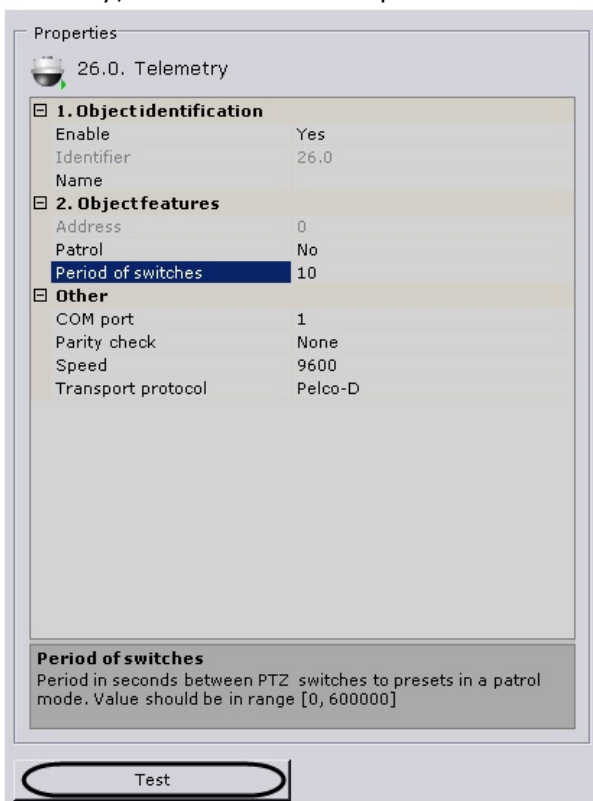 Properties
26.0. Telemetry
1. Object identification
Enable Yes
Identifier 26.0
Name
2. Object features
Address 0
Patrol No
Period of switches 10
Other
COM port 1
Parity check None
Speed 9600
Transport protocol Pelco-D
Period of switches
Period in seconds between PTZ switches to presets in a patrol
mode. Value should be in range [0, 600000]
Test